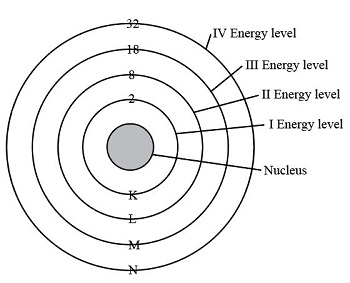 32
IV Energy level
18
III Energy level
8
II Energy level
2
I Energy level
Nucleus
K
L
M
N